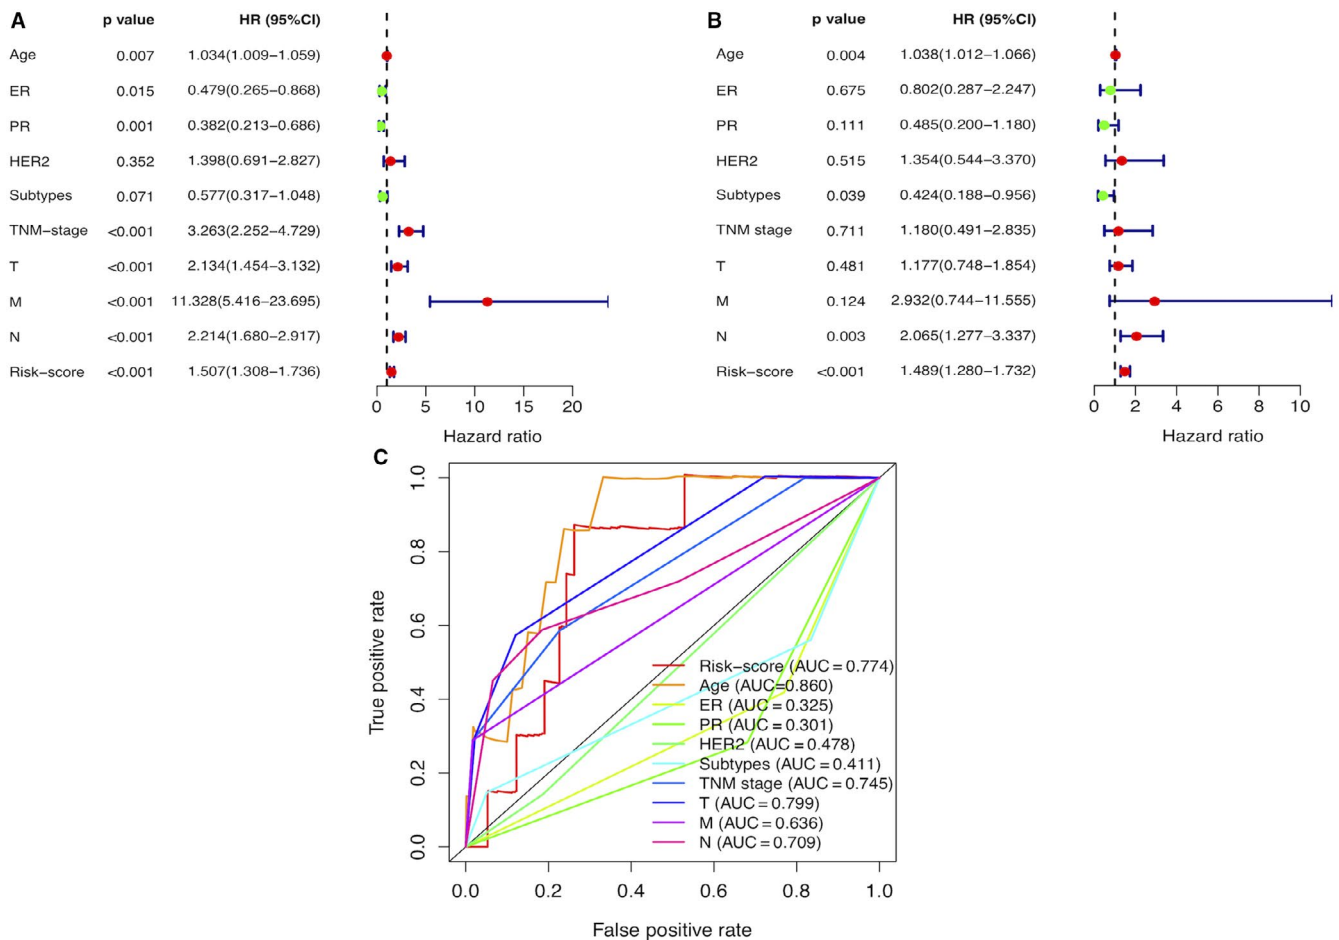 A
p value HR (95%CI)
Age 0.007 1.034(1.009−1.059)
ER 0.015 0.479(0.265−0.868)
PR 0.001 0.382(0.213−0.686)
HER2 0.352 1.398(0.691−2.827)
Subtypes 0.071 0.577(0.317−1.048)
TNM−stage <0.001 3.263(2.252−4.729)
T <0.001 2.134(1.454−3.132)
M <0.001 11.328(5.416−23.695)
N <0.001 2.214(1.680−2.917)
Risk−score <0.001 1.507(1.308−1.736)
0 5 10 15 20
Hazard ratio
B
p value HR (95%CI)
Age 0.004 1.038(1.012−1.066)
ER 0.675 0.802(0.287−2.247)
PR 0.111 0.485(0.200−1.180)
HER2 0.515 1.354(0.544−3.370)
Subtypes 0.039 0.424(0.188−0.956)
TNM stage 0.711 1.180(0.491−2.835)
T 0.481 1.177(0.748−1.854)
M 0.124 2.932(0.744−11.555)
N 0.003 2.065(1.277−3.337)
Risk−score <0.001 1.489(1.280−1.732)
0 2 4 6 8 10
Hazard ratio
C
True positive rate
1.0
0.8
0.6
0.4
0.2
0.0
Risk−score (AUC=0.774)
Age (AUC=0.860)
ER (AUC=0.325)
PR (AUC=0.301)
HER2 (AUC=0.478)
Subtypes (AUC=0.411)
TNM stage (AUC=0.745)
T (AUC=0.799)
M (AUC=0.636)
N (AUC=0.709)
0.0 0.2 0.4 0.6 0.8 1.0
False positive rate